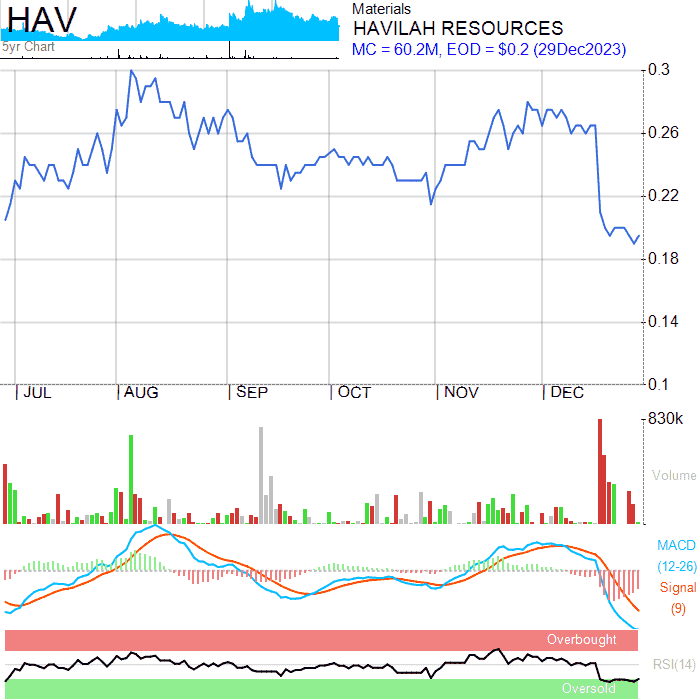 HAV
5yr Chart
Materials
HAVILAH RESOURCES
MC = 60.2M, EOD = $0.2 (29Dec2023)
0.3
0.26
0.22
0.18
0.14
0.1
JUL AUG SEP OCT NOV DEC
830k
Volume
MACD
(12-26)
Signal
(9)
Overbought
RSI(14)
Oversold